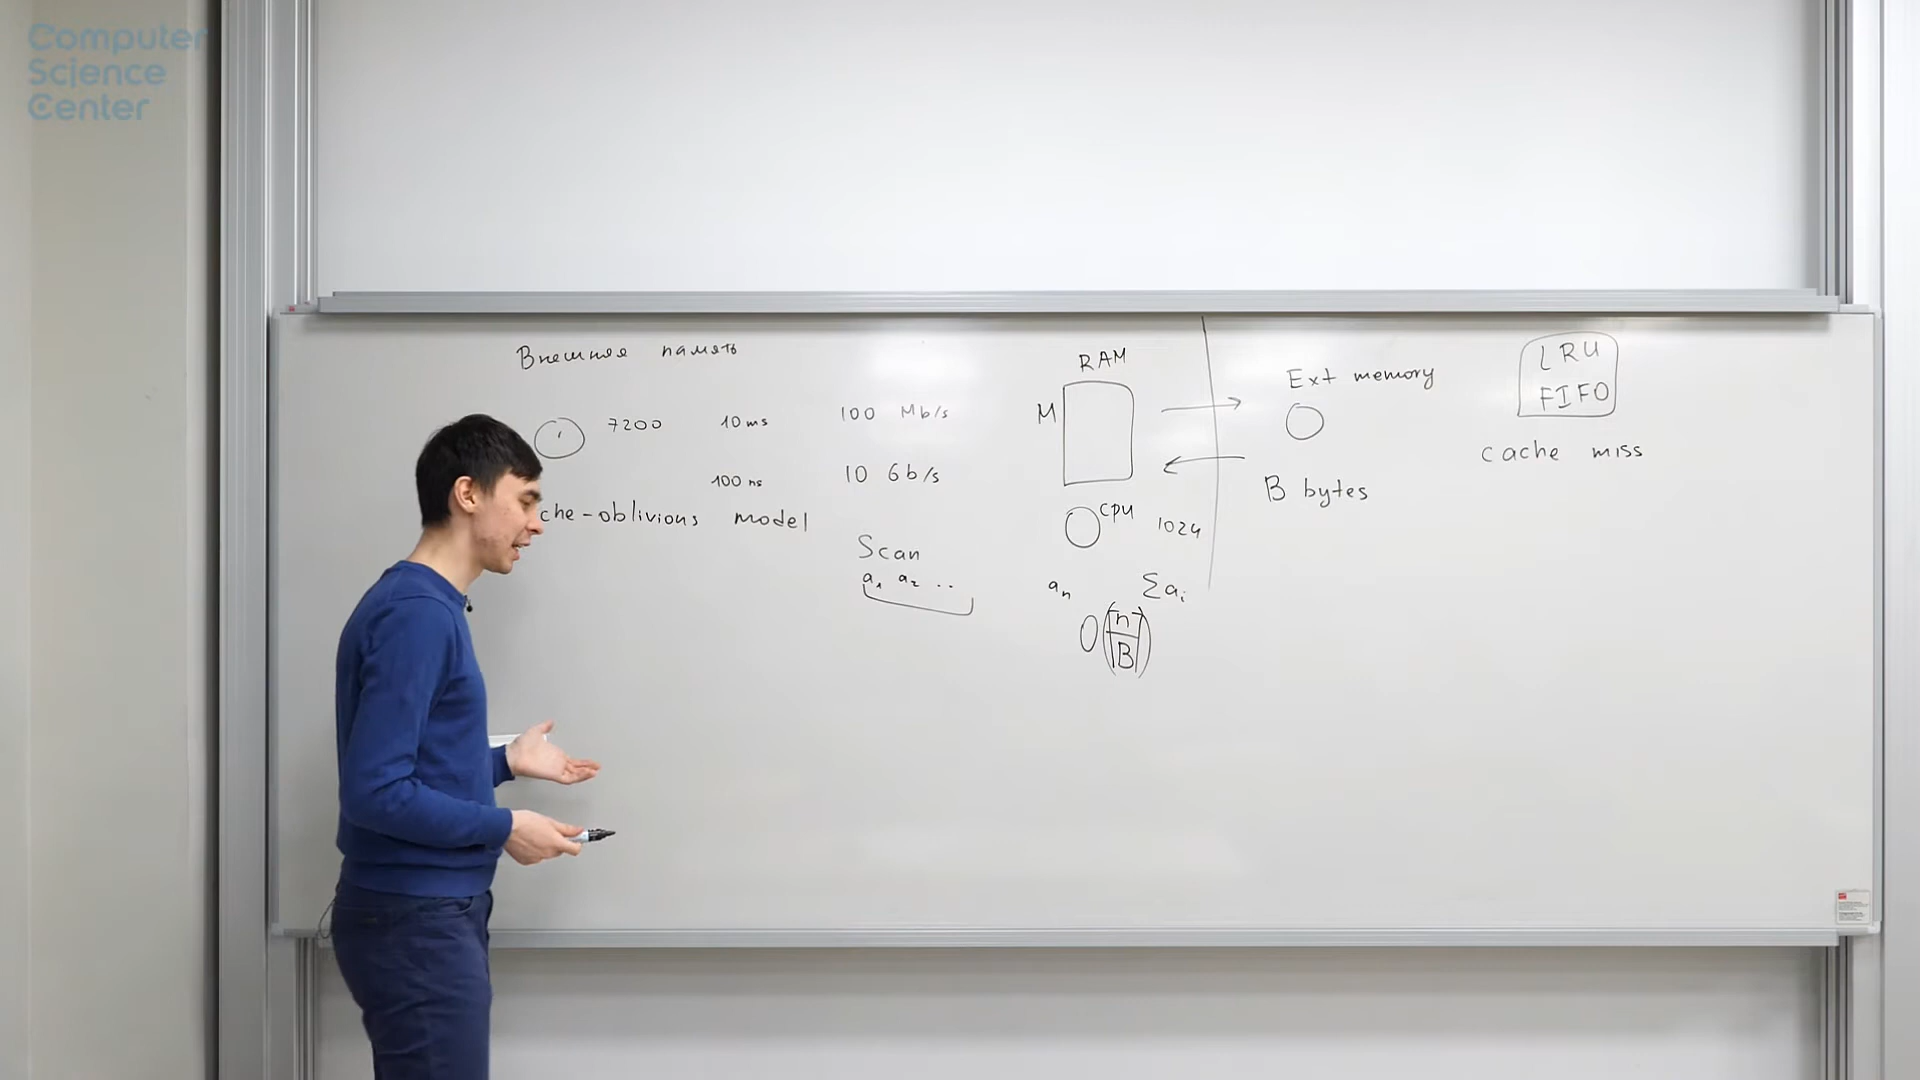 Computer
Science
Center
Внешняя память
7200 10 ms 100 Mb/s
100 ns 10 Gb/s
che-oblivious model
Scan
a₁ a₂ .. aₙ Σaᵢ
O(n/B)
RAM
M
CPU
1024
Ext memory
B bytes
LRU
FIFO
cache miss